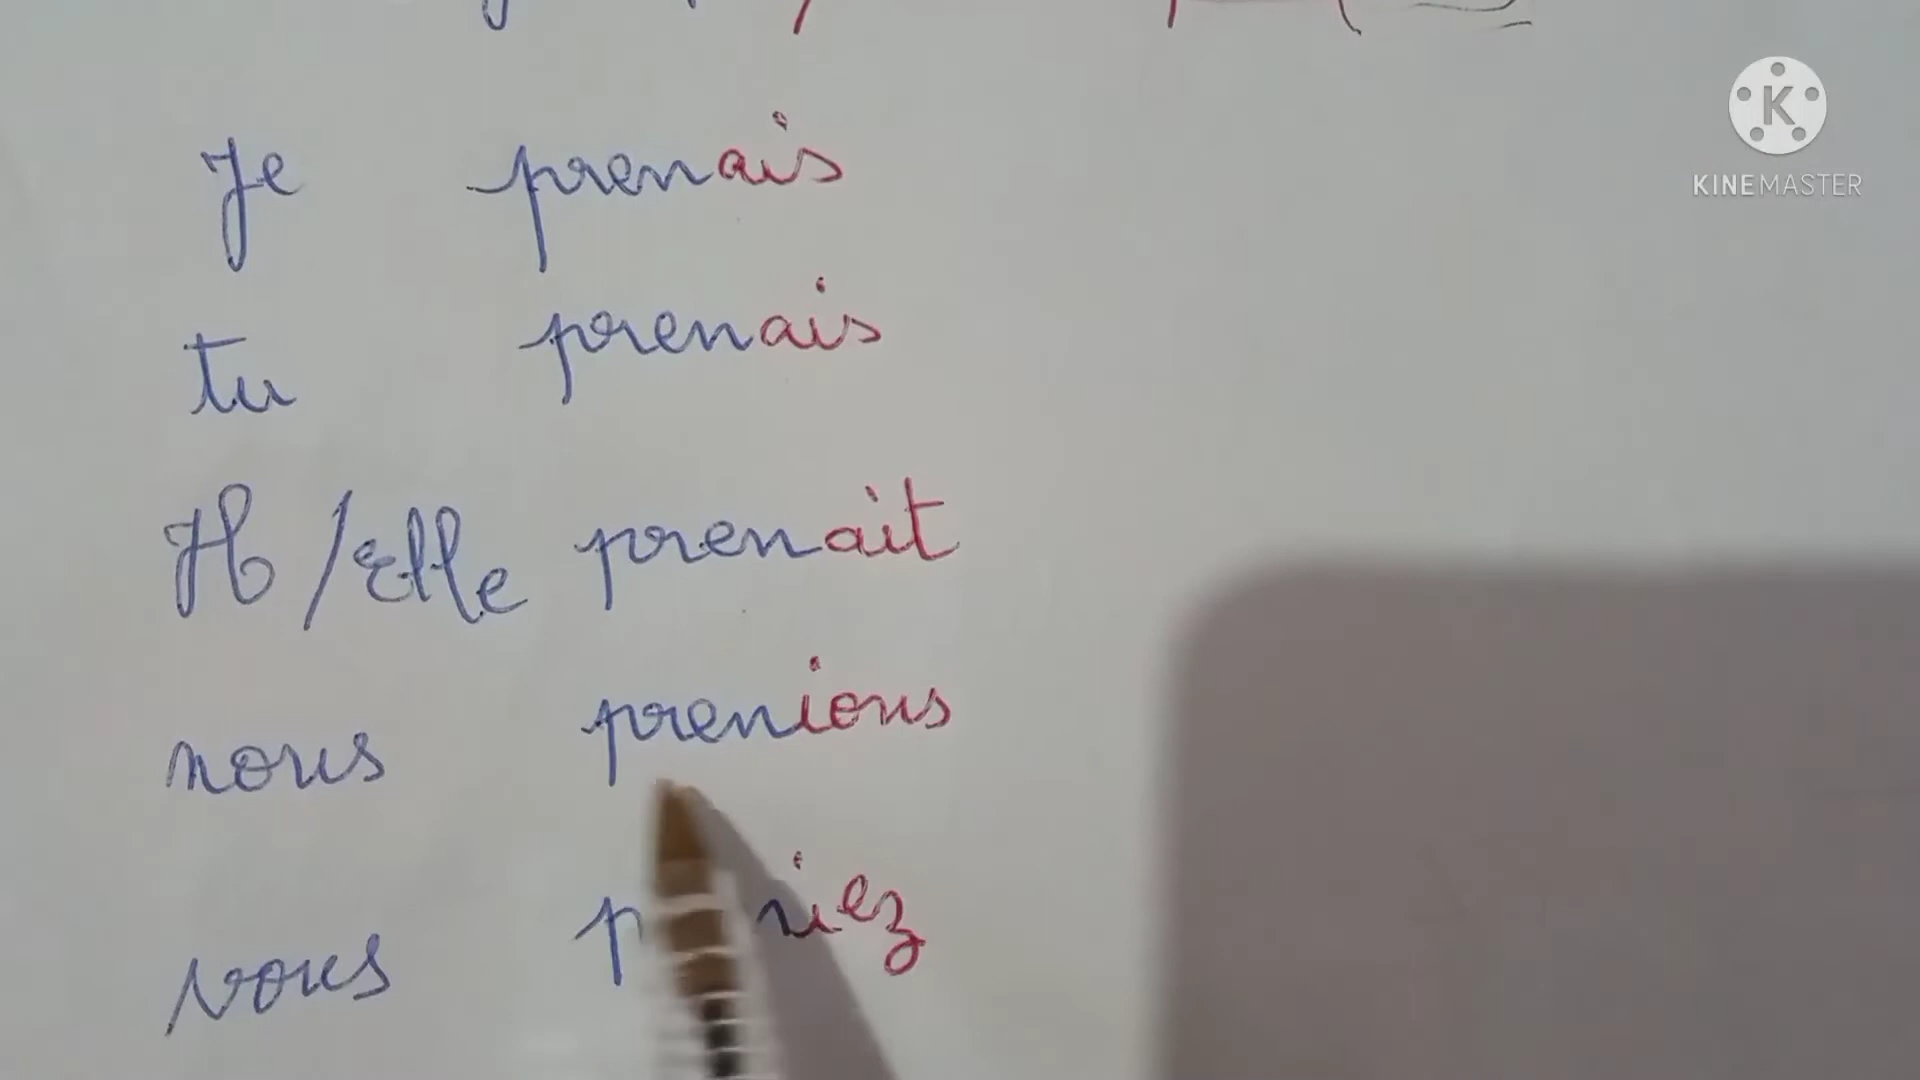 Je prenais
tu prenais
Il/Elle prenait
nous prenions
vous
KINEMASTER